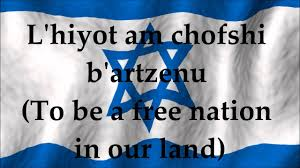 L'hiyot am chofshi
b'artzenu
(To be a free nation
in our land)